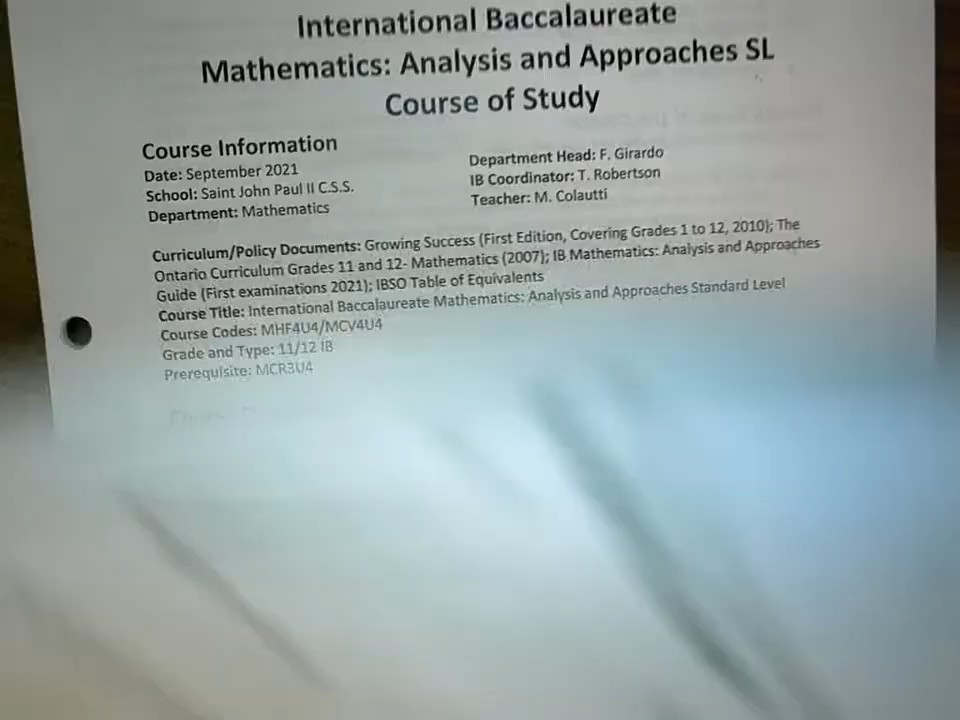 International Baccalaureate
Mathematics: Analysis and Approaches SL
Course of Study
Course Information
Date: September 2021
School: Saint John Paul II C.S.S.
Department: Mathematics
Department Head: F. Girardo
IB Coordinator: T. Robertson
Teacher: M. Colautti
Curriculum/Policy Documents: Growing Success (First Edition, Covering Grades 1 to 12, 2010); The
Ontario Curriculum Grades 11 and 12- Mathematics (2007); IB Mathematics: Analysis and Approaches
Guide (First examinations 2021); IBSO Table of Equivalents
Course Title: International Baccalaureate Mathematics: Analysis and Approaches Standard Level
Course Codes: MHF4U4/MCV4U4
Grade and Type: 11/12 IB
Prerequisite: MCR3U4